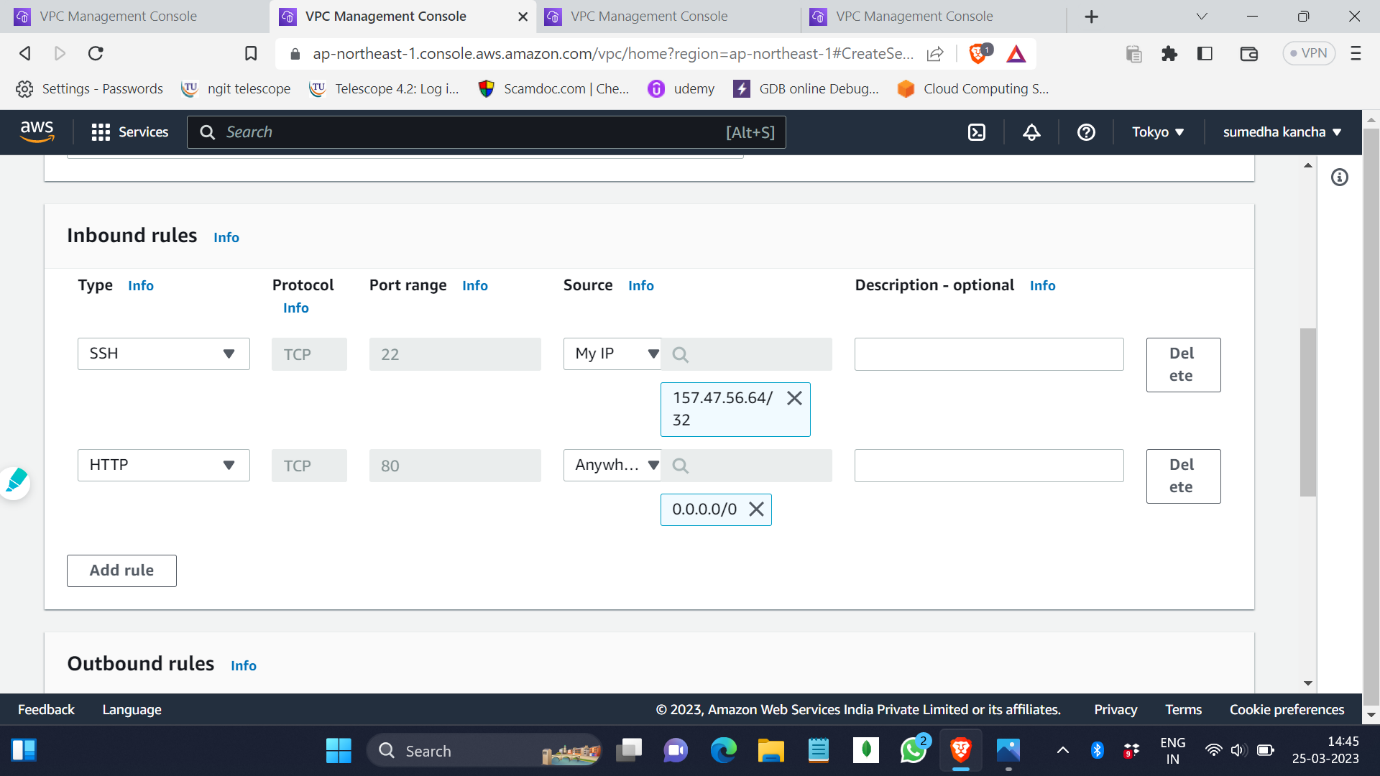 VPC Management Console
VPC Management Console
VPC Management Console
VPC Management Console
ap-northeast-1.console.aws.amazon.com/vpc/home?region=ap-northeast-1#CreateSe...
1
VPN
Settings - Passwords
ngit telescope
Telescope 4.2: Log i...
Scamdoc.com | Che...
udemy
GDB online Debug...
Cloud Computing S...
aws
Services
Search
[Alt+S]
Tokyo
sumedha kancha
Inbound rules Info
Type Info
Protocol Info
Port range Info
Source Info
Description - optional Info
SSH
TCP
22
My IP
157.47.56.64/
32
Del
ete
HTTP
TCP
80
Anywh...
0.0.0.0/0
Del
ete
Add rule
Outbound rules Info
Feedback
Language
© 2023, Amazon Web Services India Private Limited or its affiliates.
Privacy
Terms
Cookie preferences
Search
2
9
ENG
IN
14:45
25-03-2023